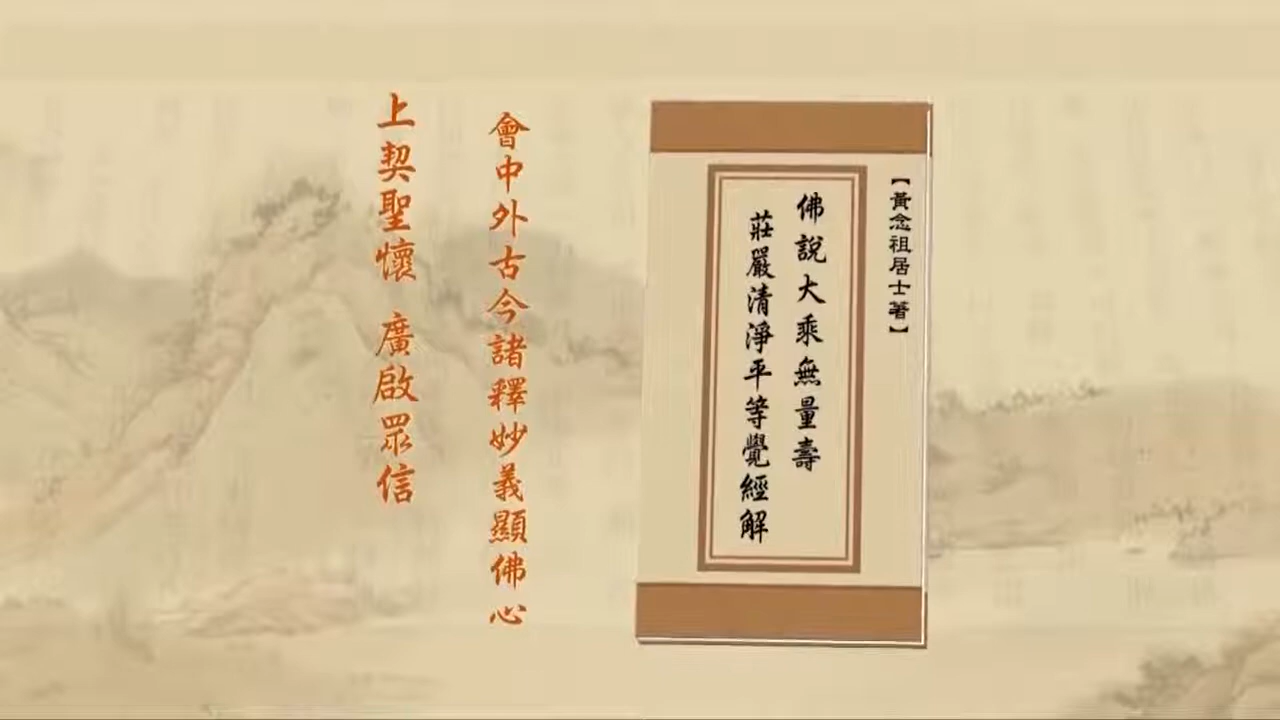 【黃念祖居士著】
佛說大乘無量壽
莊嚴清淨平等覺經解
會中外古今諸釋妙義顯佛心
上契聖懷 廣啟眾信